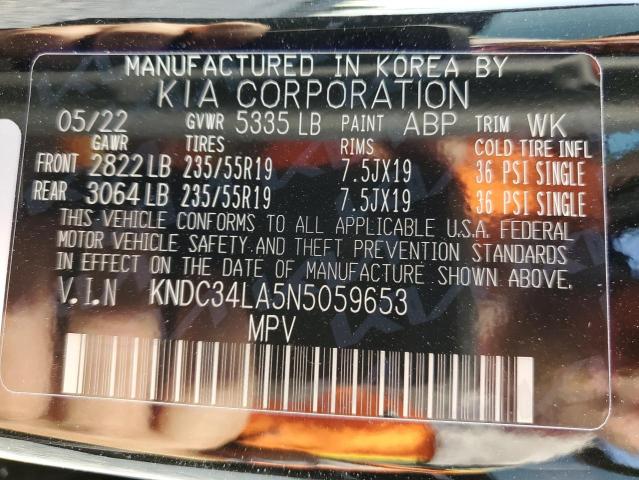 MANUFACTURED IN KOREA BY
KIA CORPORATION
05/22 GVWR 5335 LB PAINT ABP TRIM WK
GAWR TIRES RIMS COLD TIRE INFL
FRONT 2822 LB 235/55R19 7.5JX19 36 PSI SINGLE
REAR 3064 LB 235/55R19 7.5JX19 36 PSI SINGLE
THIS VEHICLE CONFORMS TO ALL APPLICABLE U.S.A. FEDERAL
MOTOR VEHICLE SAFETY AND THEFT PREVENTION STANDARDS
IN EFFECT ON THE DATE OF MANUFACTURE SHOWN ABOVE.
V.I.N KNDC34LA5N5059653
MPV